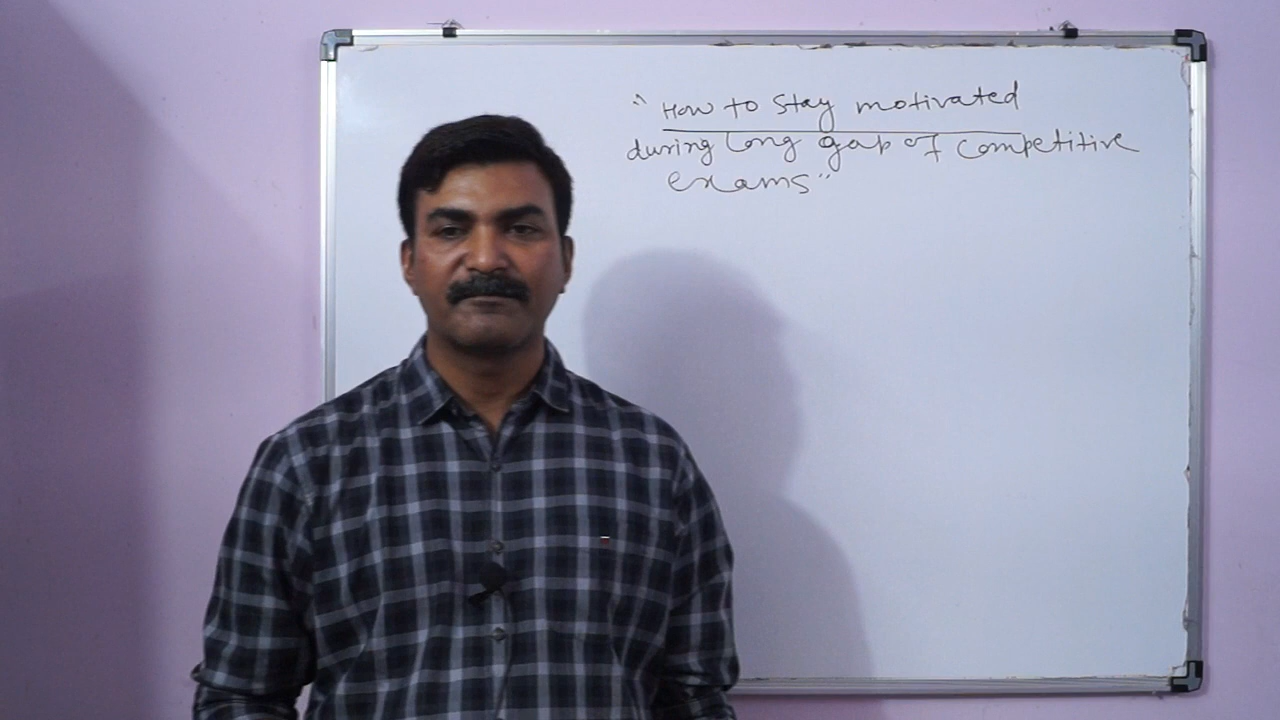 "How to stay motivated
during long gap of competitive
exams"